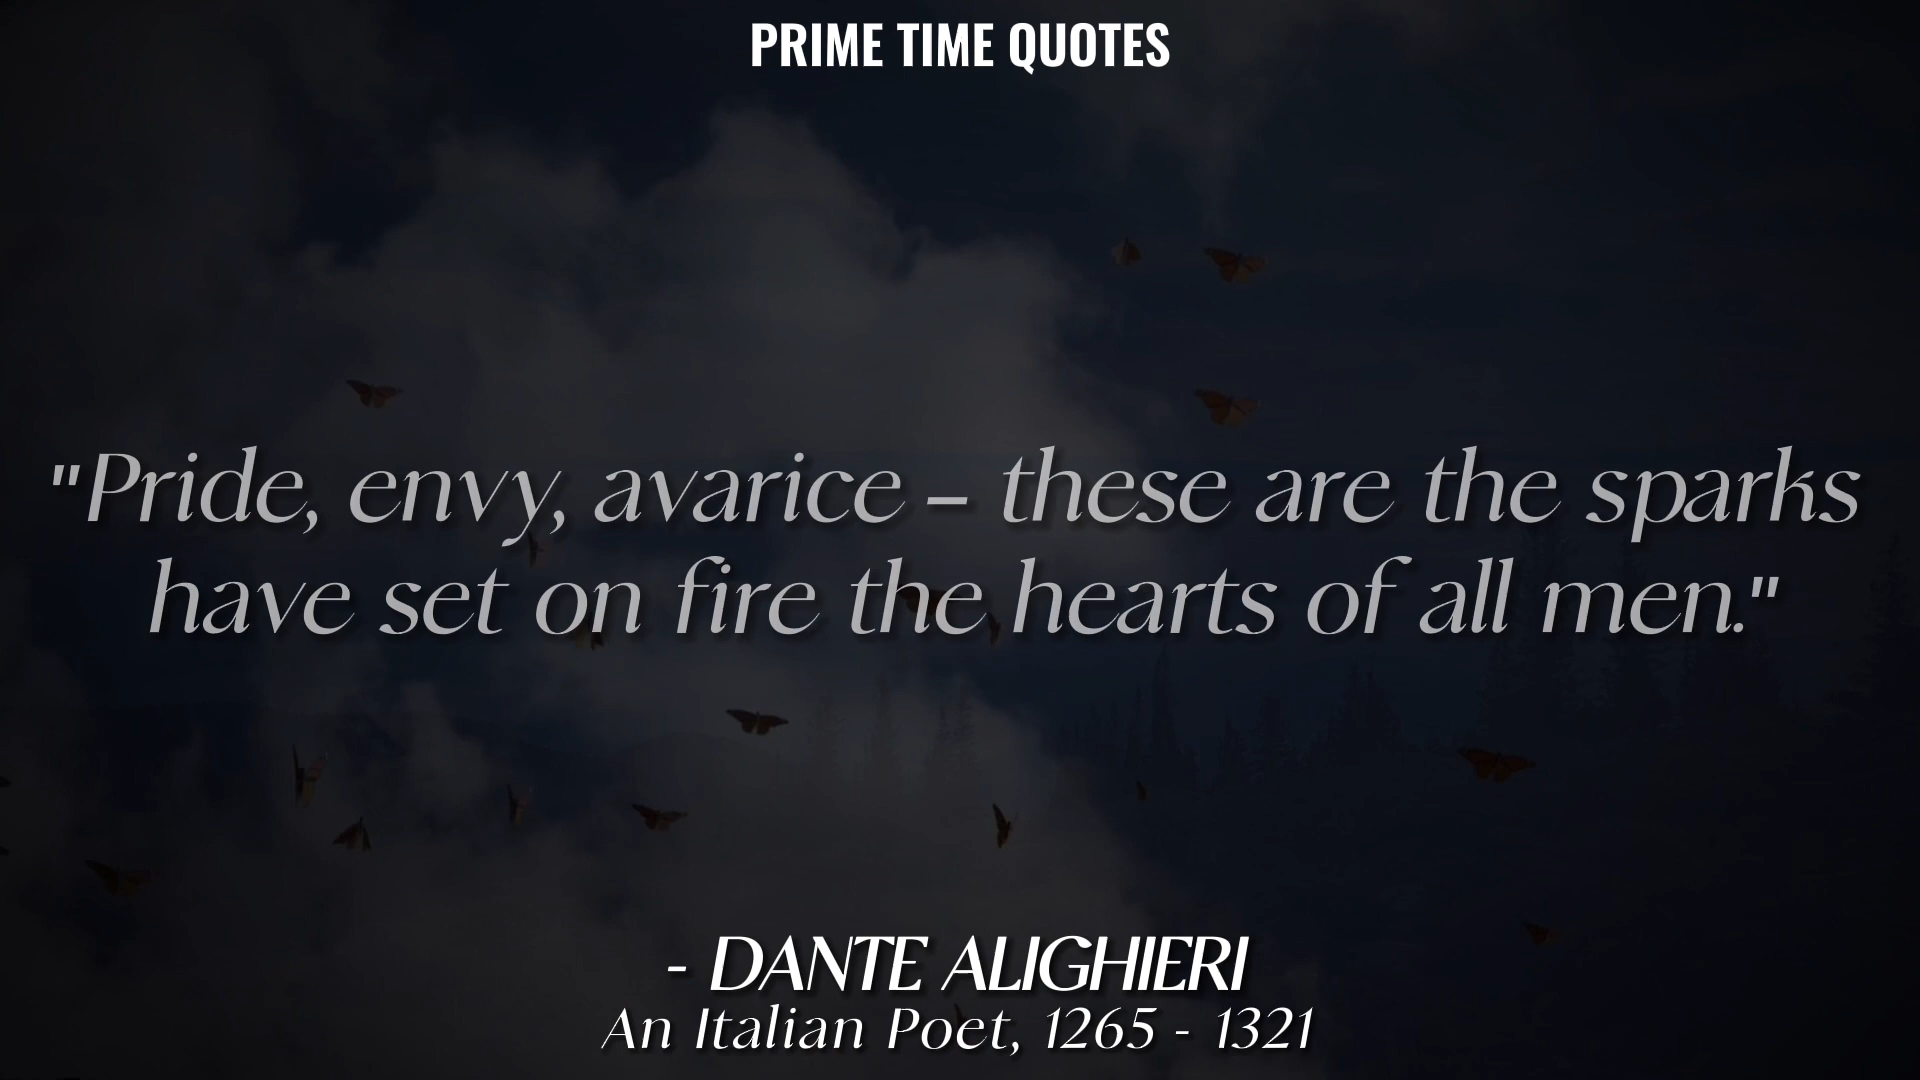 PRIME TIME QUOTES
"Pride, envy, avarice – these are the sparks
have set on fire the hearts of all men."
- DANTE ALIGHIERI
An Italian Poet, 1265 - 1321